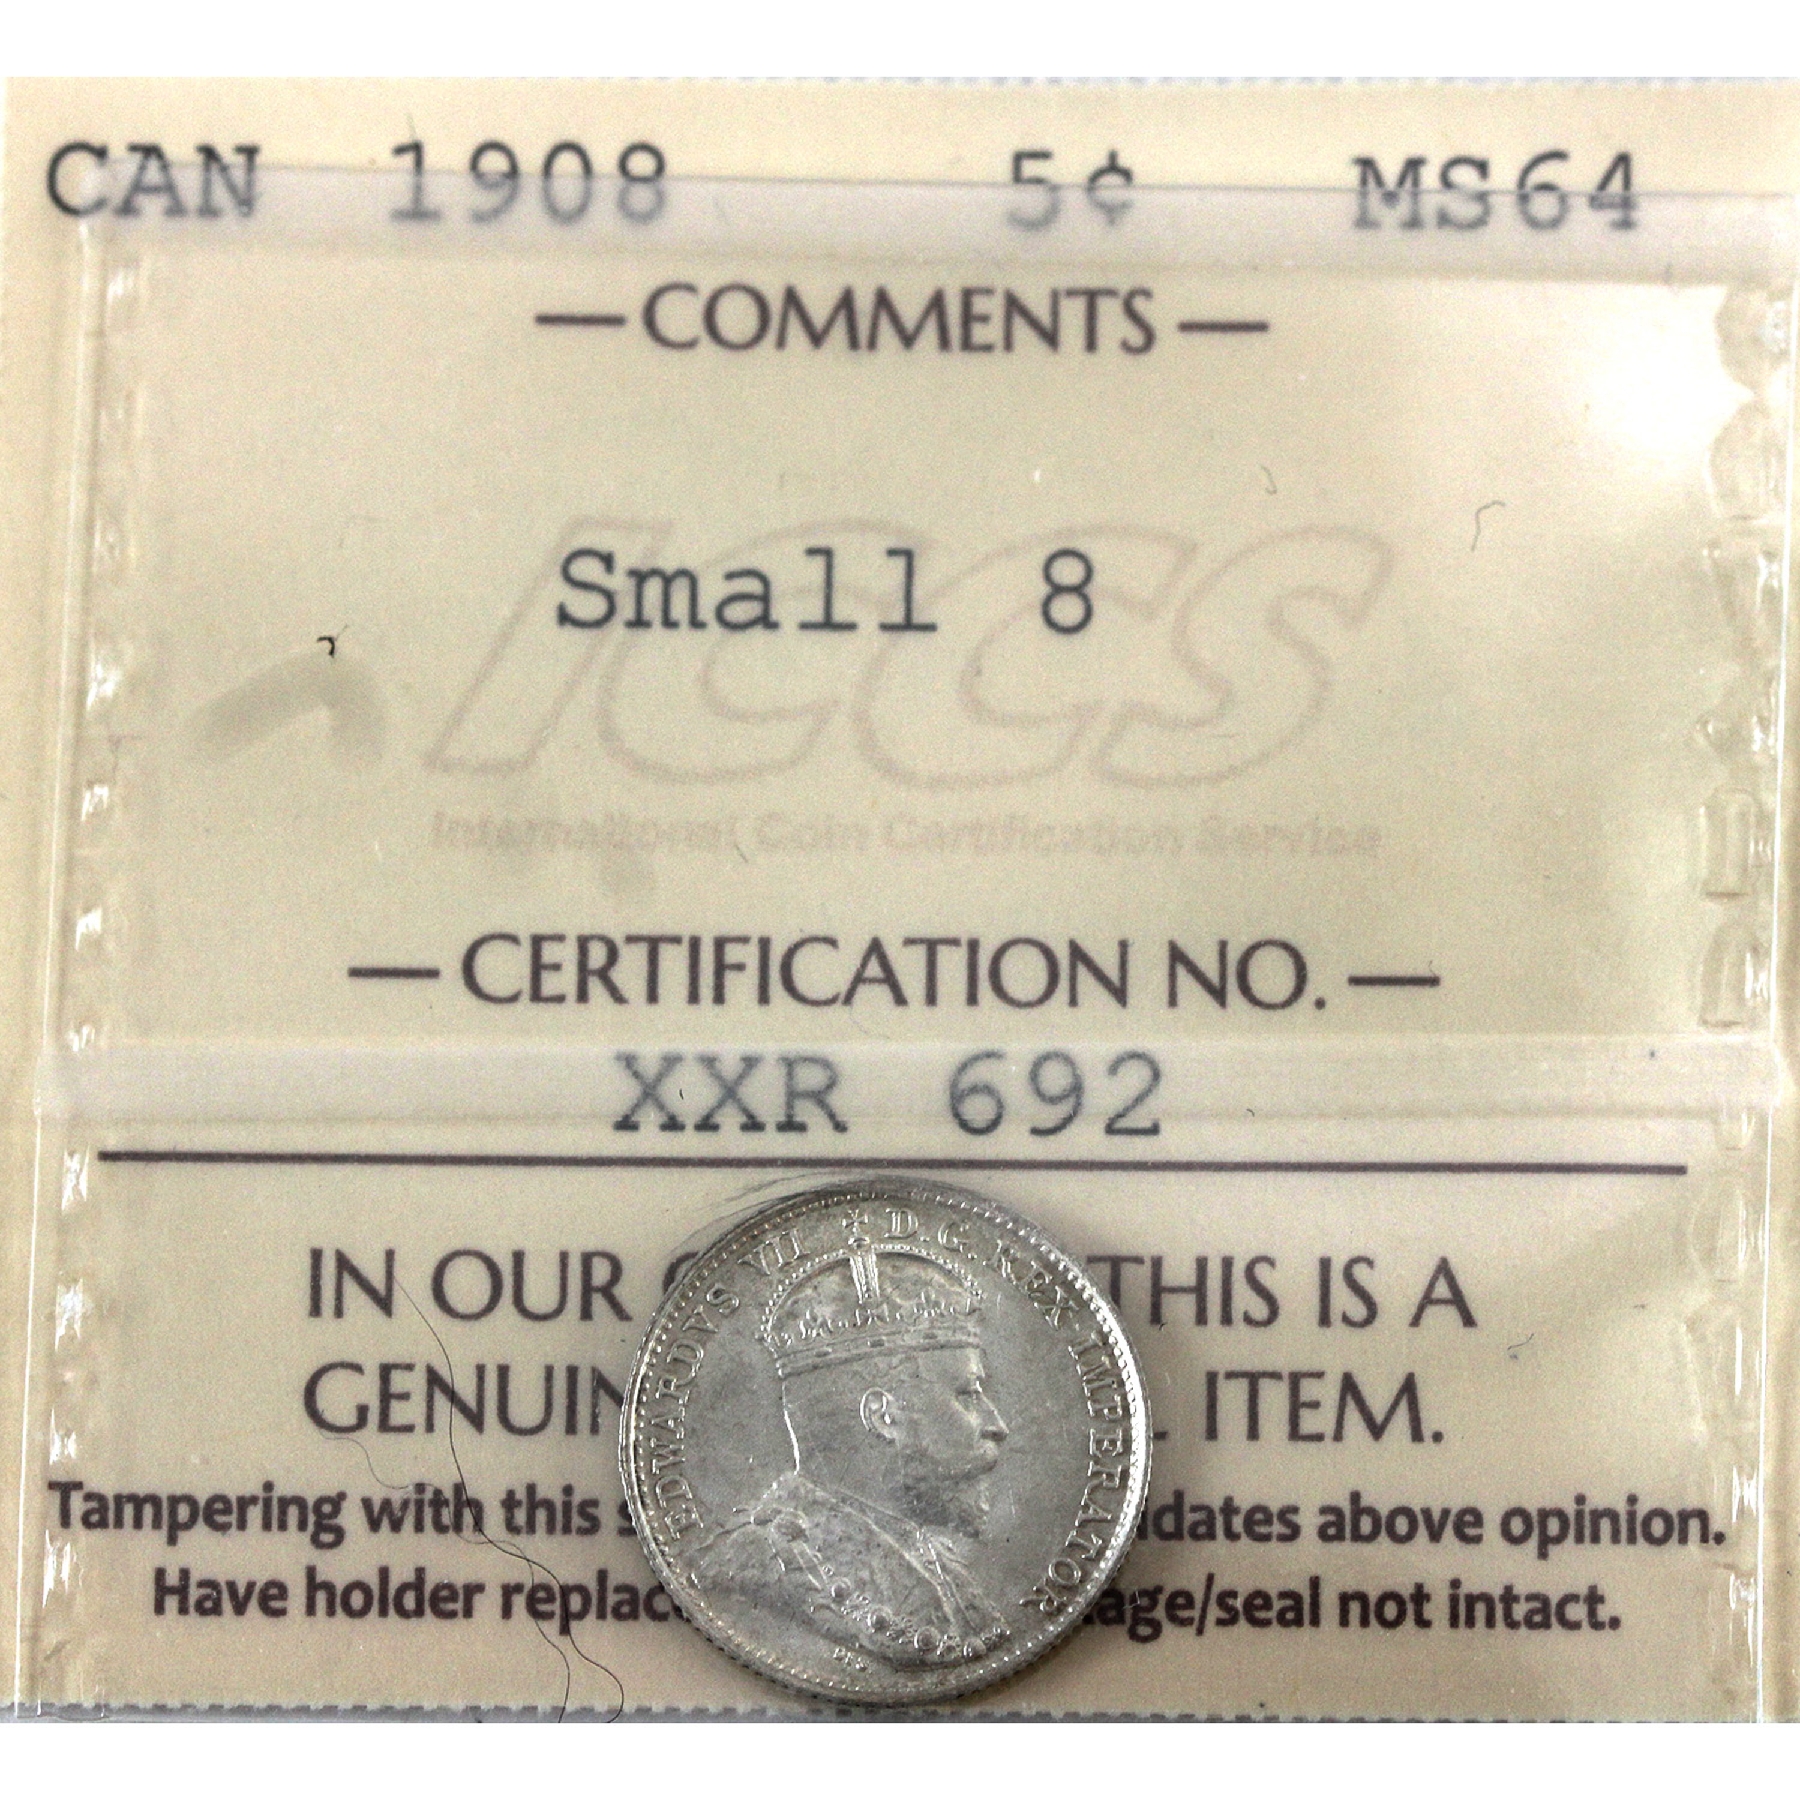 CAN 1908 5¢ MS64
— COMMENTS —
Small 8
ICCS
International Coin Certification Service
— CERTIFICATION NO. —
XXR 692
IN OUR THIS IS A
GENUIN ITEM.
Tampering with this s idates above opinion.
Have holder replac age/seal not intact.
EDWARDVS VII D.G. REX IMPERATOR